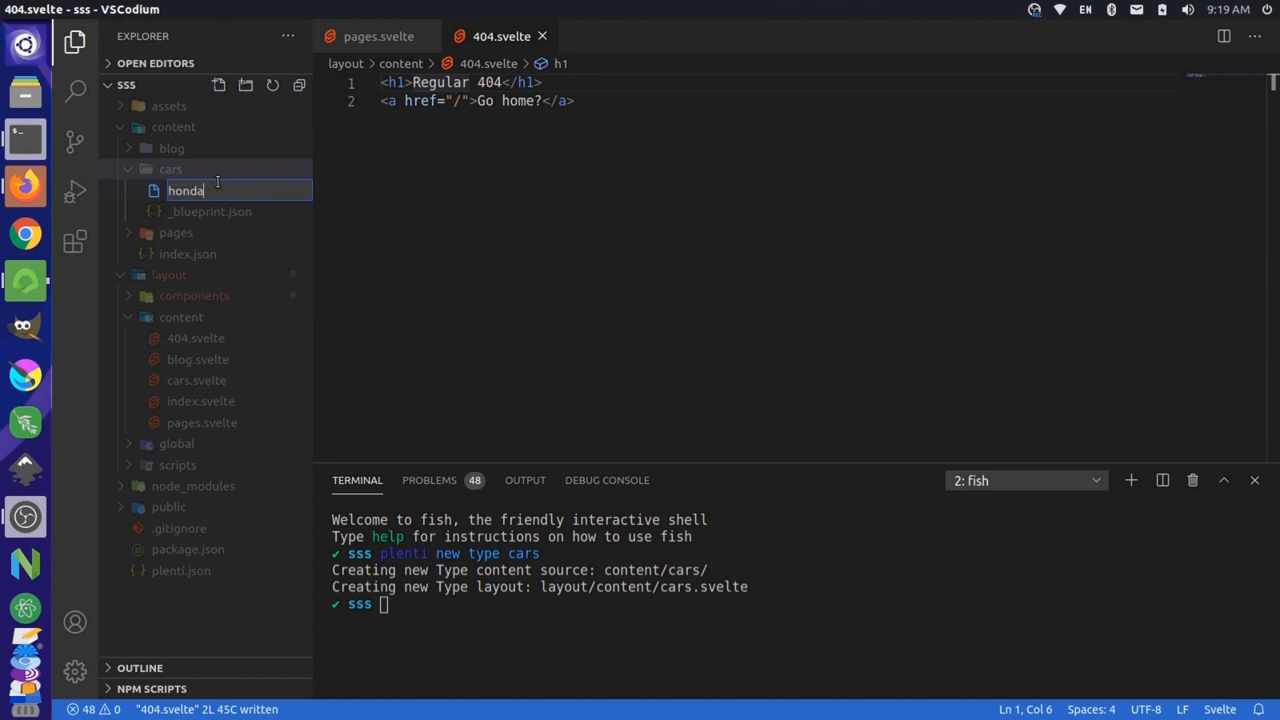 404.svelte - sss - VSCodium
EN
9:19 AM
EXPLORER
OPEN EDITORS
SSS
assets
content
blog
cars
honda
_blueprint.json
pages
index.json
layout
components
content
404.svelte
blog.svelte
cars.svelte
index.svelte
pages.svelte
global
scripts
node_modules
public
.gitignore
package.json
plenti.json
OUTLINE
NPM SCRIPTS
pages.svelte
404.svelte
layout > content > 404.svelte > h1
1 <h1>Regular 404</h1>
2 <a href="/">Go home?</a>
TERMINAL PROBLEMS 48 OUTPUT DEBUG CONSOLE 2: fish
Welcome to fish, the friendly interactive shell
Type help for instructions on how to use fish
✔ sss plenti new type cars
Creating new Type content source: content/cars/
Creating new Type layout: layout/content/cars.svelte
✔ sss
48 0 "404.svelte" 2L 45C written
Ln 1, Col 6 Spaces: 4 UTF-8 LF Svelte